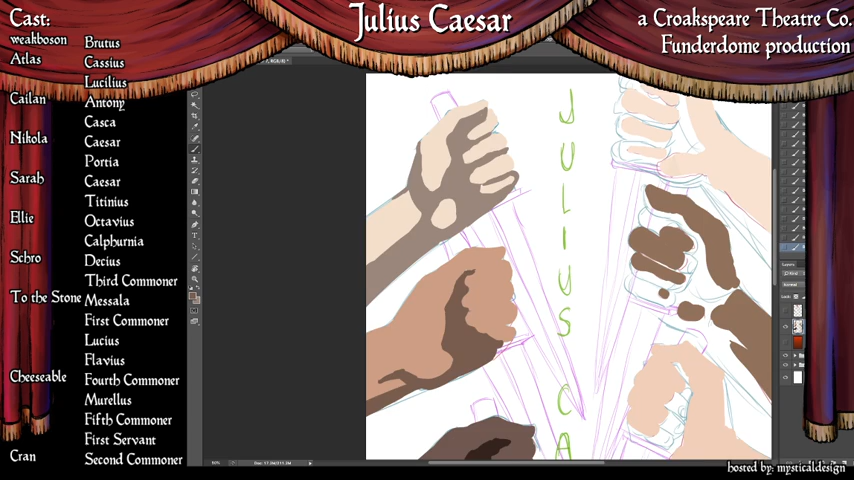 Cast:
weakboson Brutus
Atlas Cassius
Lucilius
Cailan Antony
Casca
Nikola Caesar
Portia
Sarah Caesar
Titinius
Ellie Octavius
Calphurnia
Schro Decius
Third Commoner
To the Stone Messala
First Commoner
Lucius
Flavius
Cheeseable Fourth Commoner
Murellus
Fifth Commoner
First Servant
Cran Second Commoner
Julius Caesar
a Croakspeare Theatre Co.
Funderdome production
J
U
L
I
U
S
C
A
hosted by: mysticaldesign